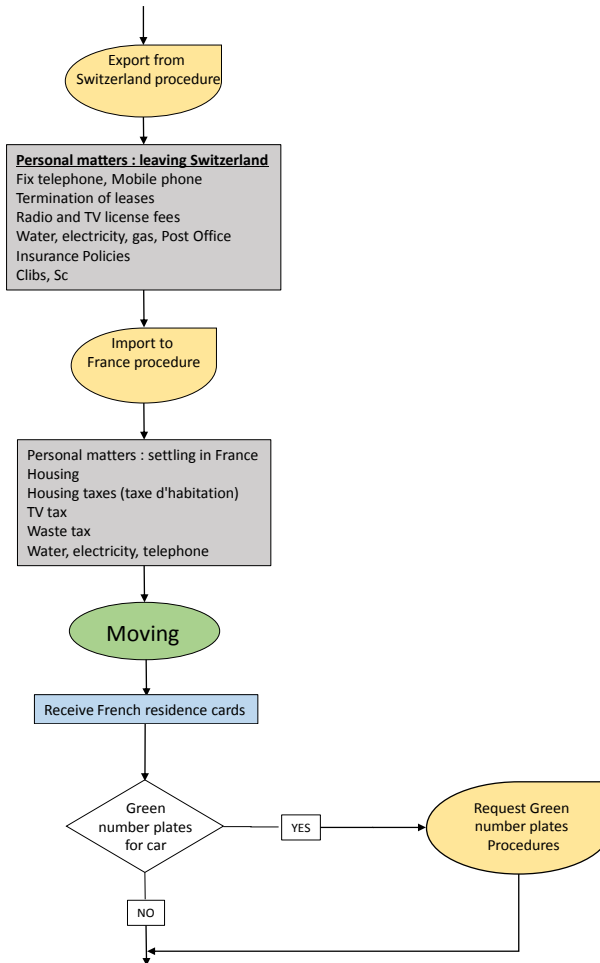 Export from
Switzerland procedure
Personal matters : leaving Switzerland
Fix telephone, Mobile phone
Termination of leases
Radio and TV license fees
Water, electricity, gas, Post Office
Insurance Policies
Clibs, Sc
Import to
France procedure
Personal matters : settling in France
Housing
Housing taxes (taxe d'habitation)
TV tax
Waste tax
Water, electricity, telephone
Moving
Receive French residence cards
Green
number plates
for car
YES
Request Green
number plates
Procedures
NO